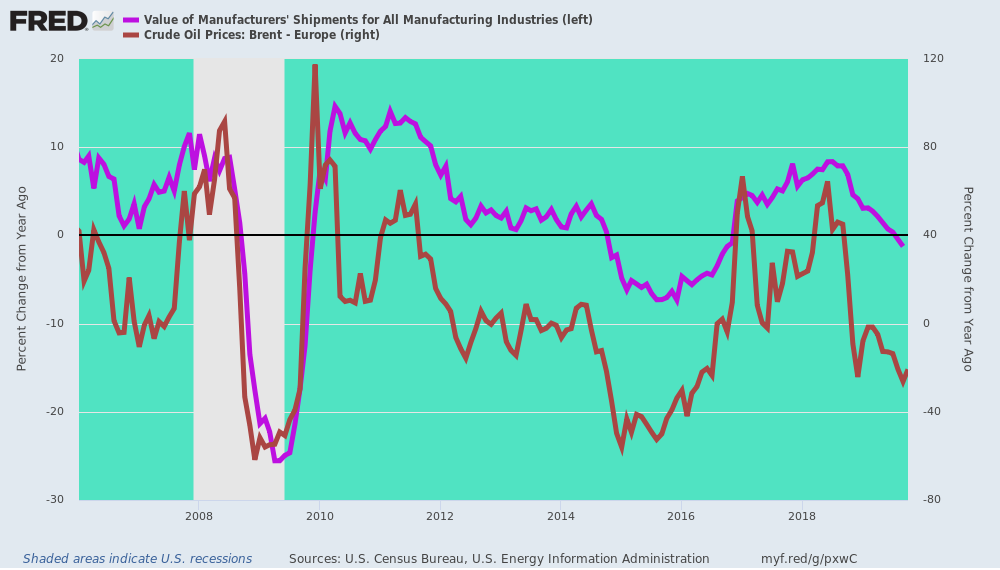 FRED
Value of Manufacturers' Shipments for All Manufacturing Industries (left)
Crude Oil Prices: Brent - Europe (right)
20
10
0
-10
-20
-30
Percent Change from Year Ago
120
80
40
0
-40
-80
Percent Change from Year Ago
2008
2010
2012
2014
2016
2018
Shaded areas indicate U.S. recessions
Sources: U.S. Census Bureau, U.S. Energy Information Administration
myf.red/g/pxwC